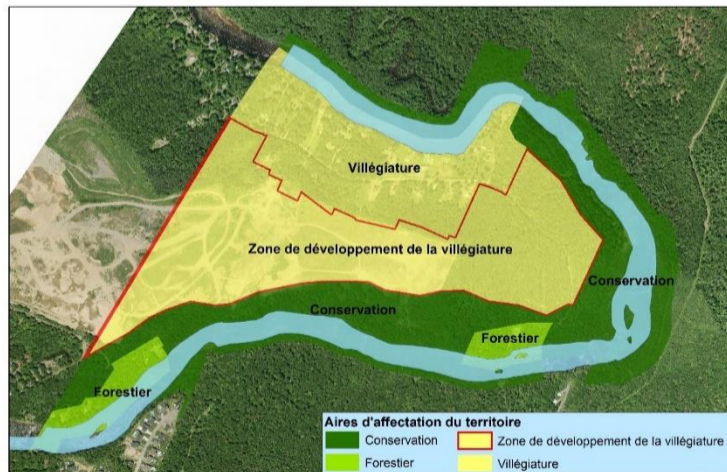 Villégiature
Zone de développement de la villégiature
Conservation
Conservation
Forestier
Forestier
Aires d'affectation du territoire
Conservation
Zone de développement de la villégiature
Forestier
Villégiature